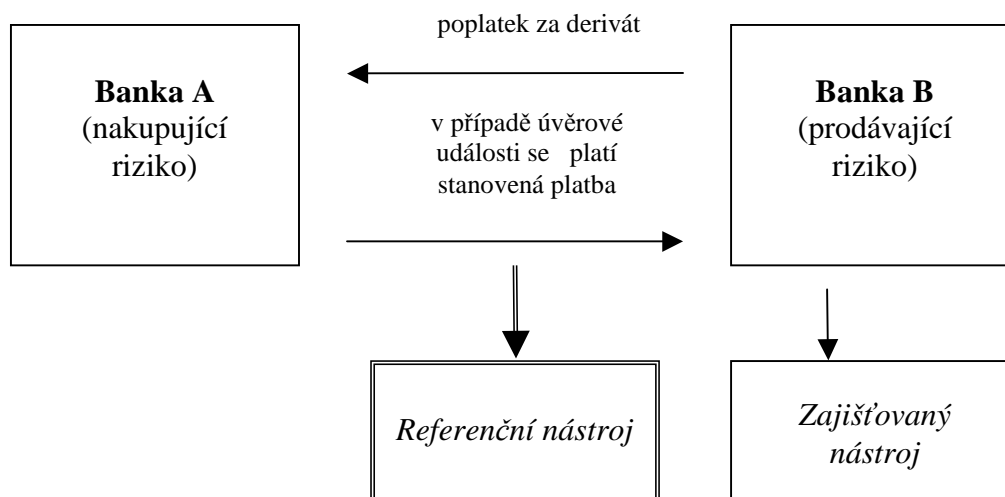 poplatek za derivát
Banka A
(nakupující
riziko)
v případě úvěrové
události se platí
stanovená platba
Banka B
(prodávající
riziko)
Referenční nástroj
Zajišťovaný
nástroj